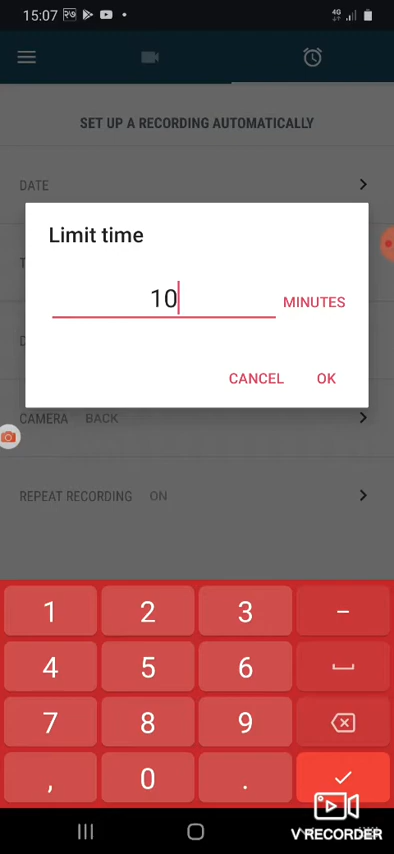 15:07
4G
SET UP A RECORDING AUTOMATICALLY
DATE
Limit time
T
10 MINUTES
D
CANCEL OK
CAMERA BACK
REPEAT RECORDING ON
1 2 3 –
4 5 6
7 8 9
, 0 .
V RECORDER